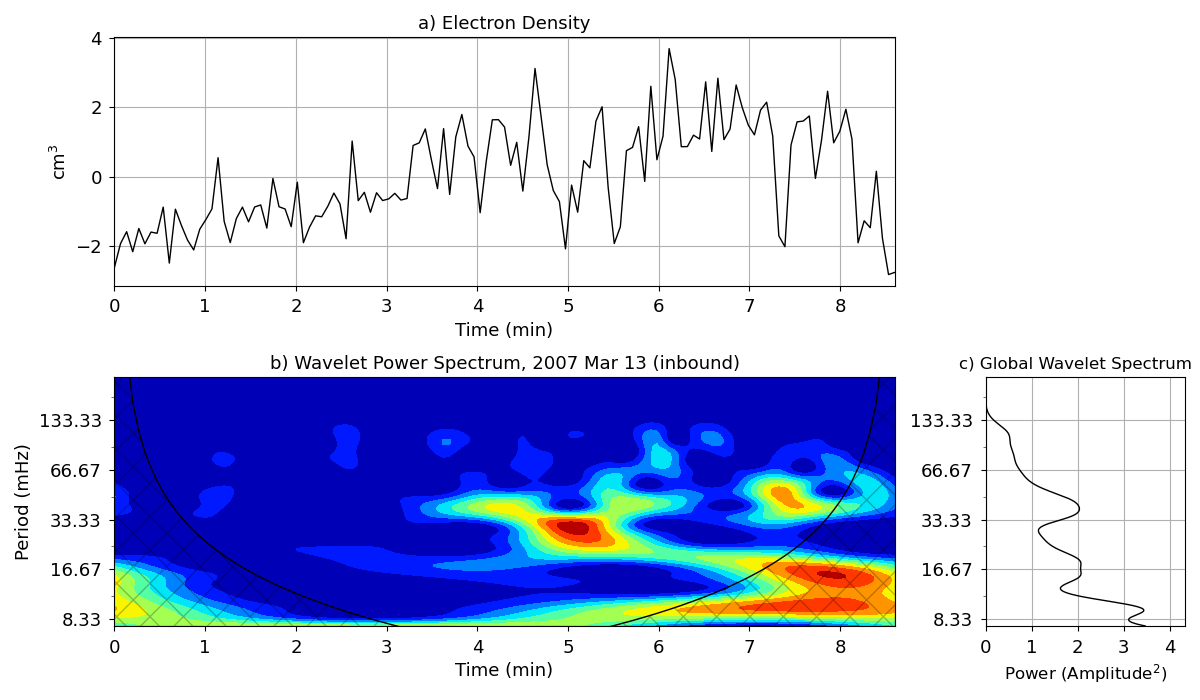 a) Electron Density
4
2
0
−2
cm³
0 1 2 3 4 5 6 7 8
Time (min)
b) Wavelet Power Spectrum, 2007 Mar 13 (inbound)
133.33
66.67
33.33
16.67
8.33
Period (mHz)
0 1 2 3 4 5 6 7 8
Time (min)
c) Global Wavelet Spectrum
133.33
66.67
33.33
16.67
8.33
0 1 2 3 4
Power (Amplitude²)